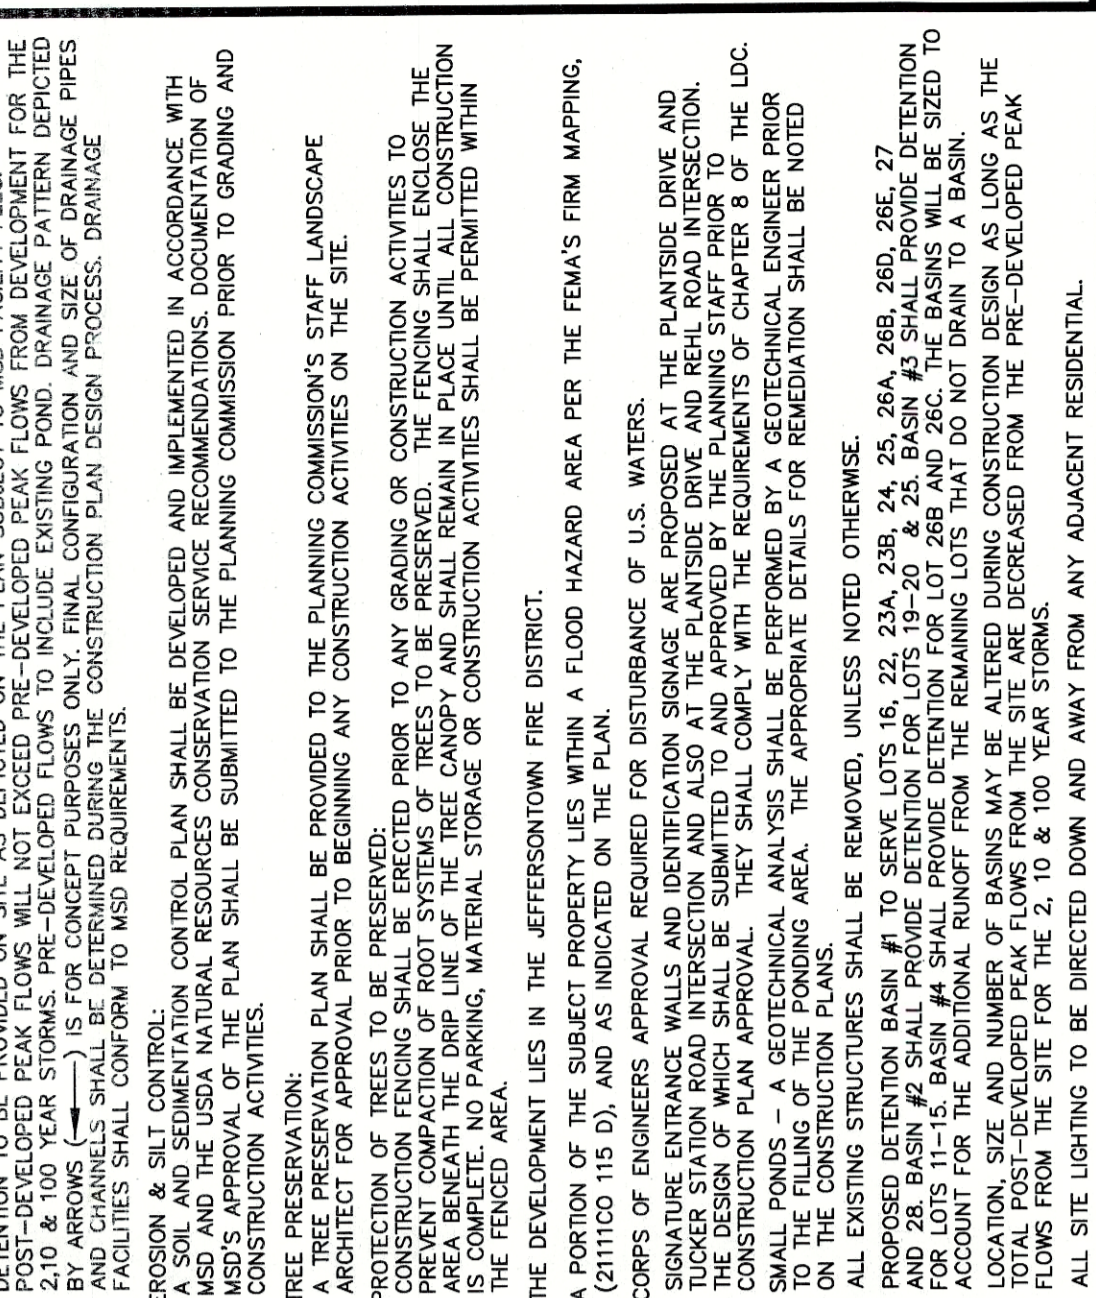 DETENTION TO BE PROVIDED ON SITE AS DEPICTED ON THE PLAN SUBJECT TO MSD FACILITY FEES.
POST-DEVELOPED PEAK FLOWS WILL NOT EXCEED PRE-DEVELOPED PEAK FLOWS FROM DEVELOPMENT FOR THE
2,10 & 100 YEAR STORMS. PRE-DEVELOPED FLOWS TO INCLUDE EXISTING POND. DRAINAGE PATTERN DEPICTED
BY ARROWS (⟵) IS FOR CONCEPT PURPOSES ONLY. FINAL CONFIGURATION AND SIZE OF DRAINAGE PIPES
AND CHANNELS SHALL BE DETERMINED DURING THE CONSTRUCTION PLAN DESIGN PROCESS. DRAINAGE
FACILITIES SHALL CONFORM TO MSD REQUIREMENTS.
EROSION & SILT CONTROL:
A SOIL AND SEDIMENTATION CONTROL PLAN SHALL BE DEVELOPED AND IMPLEMENTED IN ACCORDANCE WITH
MSD AND THE USDA NATURAL RESOURCES CONSERVATION SERVICE RECOMMENDATIONS. DOCUMENTATION OF
MSD'S APPROVAL OF THE PLAN SHALL BE SUBMITTED TO THE PLANNING COMMISSION PRIOR TO GRADING AND
CONSTRUCTION ACTIVITIES.
TREE PRESERVATION:
A TREE PRESERVATION PLAN SHALL BE PROVIDED TO THE PLANNING COMMISSION'S STAFF LANDSCAPE
ARCHITECT FOR APPROVAL PRIOR TO BEGINNING ANY CONSTRUCTION ACTIVITIES ON THE SITE.
PROTECTION OF TREES TO BE PRESERVED:
CONSTRUCTION FENCING SHALL BE ERECTED PRIOR TO ANY GRADING OR CONSTRUCTION ACTIVITIES TO
PREVENT COMPACTION OF ROOT SYSTEMS OF TREES TO BE PRESERVED. THE FENCING SHALL ENCLOSE THE
AREA BENEATH THE DRIP LINE OF THE TREE CANOPY AND SHALL REMAIN IN PLACE UNTIL ALL CONSTRUCTION
IS COMPLETE. NO PARKING, MATERIAL STORAGE OR CONSTRUCTION ACTIVITIES SHALL BE PERMITTED WITHIN
THE FENCED AREA.
THE DEVELOPMENT LIES IN THE JEFFERSONTOWN FIRE DISTRICT.
A PORTION OF THE SUBJECT PROPERTY LIES WITHIN A FLOOD HAZARD AREA PER THE FEMA'S FIRM MAPPING,
(21111CO 115 D), AND AS INDICATED ON THE PLAN.
CORPS OF ENGINEERS APPROVAL REQUIRED FOR DISTURBANCE OF U.S. WATERS.
SIGNATURE ENTRANCE WALLS AND IDENTIFICATION SIGNAGE ARE PROPOSED AT THE PLANTSIDE DRIVE AND
TUCKER STATION ROAD INTERSECTION AND ALSO AT THE PLANTSIDE DRIVE AND REHL ROAD INTERSECTION.
THE DESIGN OF WHICH SHALL BE SUBMITTED TO AND APPROVED BY THE PLANNING STAFF PRIOR TO
CONSTRUCTION PLAN APPROVAL. THEY SHALL COMPLY WITH THE REQUIREMENTS OF CHAPTER 8 OF THE LDC.
SMALL PONDS - A GEOTECHNICAL ANALYSIS SHALL BE PERFORMED BY A GEOTECHNICAL ENGINEER PRIOR
TO THE FILLING OF THE PONDING AREA. THE APPROPRIATE DETAILS FOR REMEDIATION SHALL BE NOTED
ON THE CONSTRUCTION PLANS.
ALL EXISTING STRUCTURES SHALL BE REMOVED, UNLESS NOTED OTHERWISE.
PROPOSED DETENTION BASIN #1 TO SERVE LOTS 16, 22, 23A, 23B, 24, 25, 26A, 26B, 26D, 26E, 27
AND 28. BASIN #2 SHALL PROVIDE DETENTION FOR LOTS 19-20 & 25. BASIN #3 SHALL PROVIDE DETENTION
FOR LOTS 11-15. BASIN #4 SHALL PROVIDE DETENTION FOR LOT 26B AND 26C. THE BASINS WILL BE SIZED TO
ACCOUNT FOR THE ADDITIONAL RUNOFF FROM THE REMAINING LOTS THAT DO NOT DRAIN TO A BASIN.
LOCATION, SIZE AND NUMBER OF BASINS MAY BE ALTERED DURING CONSTRUCTION DESIGN AS LONG AS THE
TOTAL POST-DEVELOPED PEAK FLOWS FROM THE SITE ARE DECREASED FROM THE PRE-DEVELOPED PEAK
FLOWS FROM THE SITE FOR THE 2, 10 & 100 YEAR STORMS.
ALL SITE LIGHTING TO BE DIRECTED DOWN AND AWAY FROM ANY ADJACENT RESIDENTIAL.